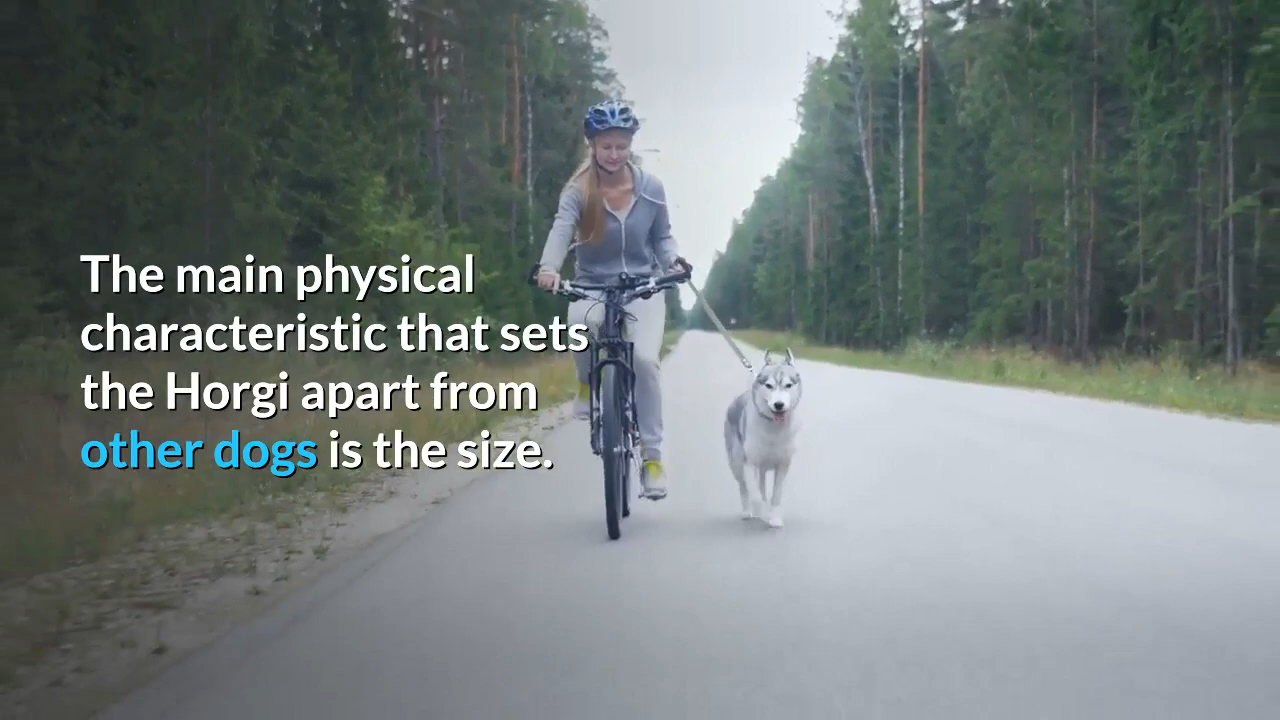 The main physical
characteristic that sets
the Horgi apart from
other dogs is the size.